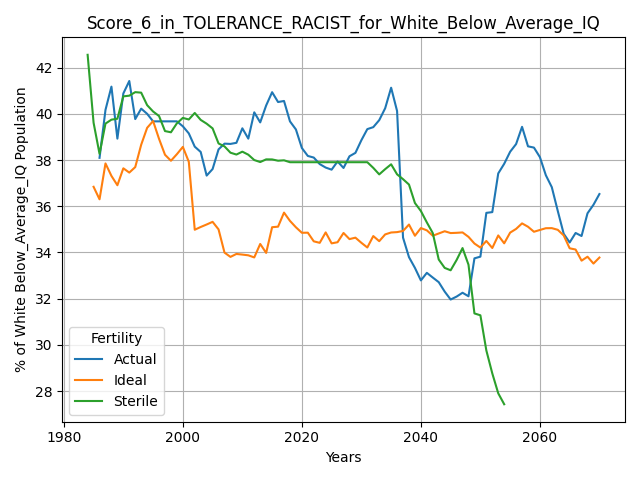 Score_6_in_TOLERANCE_RACIST_for_White_Below_Average_IQ
% of White Below_Average_IQ Population
42
40
38
36
34
32
30
28
Fertility
Actual
Ideal
Sterile
1980
2000
2020
2040
2060
Years